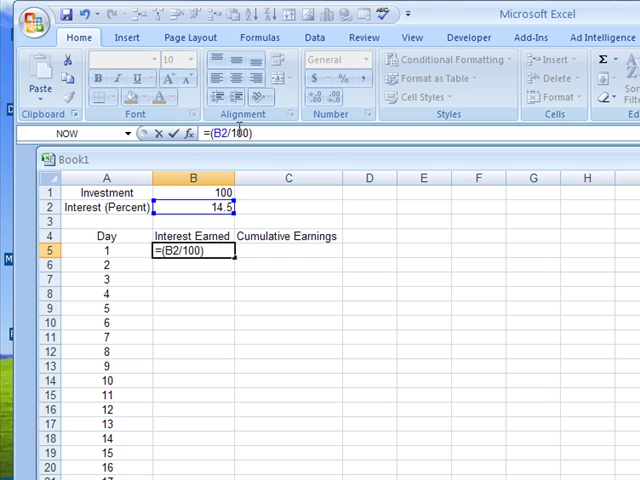 Microsoft Excel
Home Insert Page Layout Formulas Data Review View Developer Add-Ins Ad Intelligence
Paste
Clipboard
10
B I U
Font
A A
Alignment
General
$ % ,
Number
Conditional Formatting
Format as Table
Cell Styles
Styles
Insert
Delete
Format
Cells
Σ
NOW fx =(B2/100)
Book1
A B C D E F G H
1 Investment 100
2 Interest (Percent) 14.5
3
4 Day Interest Earned Cumulative Earnings
5 1 =(B2/100)
6 2
7 3
8 4
9 5
10 6
11 7
12 8
13 9
14 10
15 11
16 12
17 13
18 14
19 15
20 16